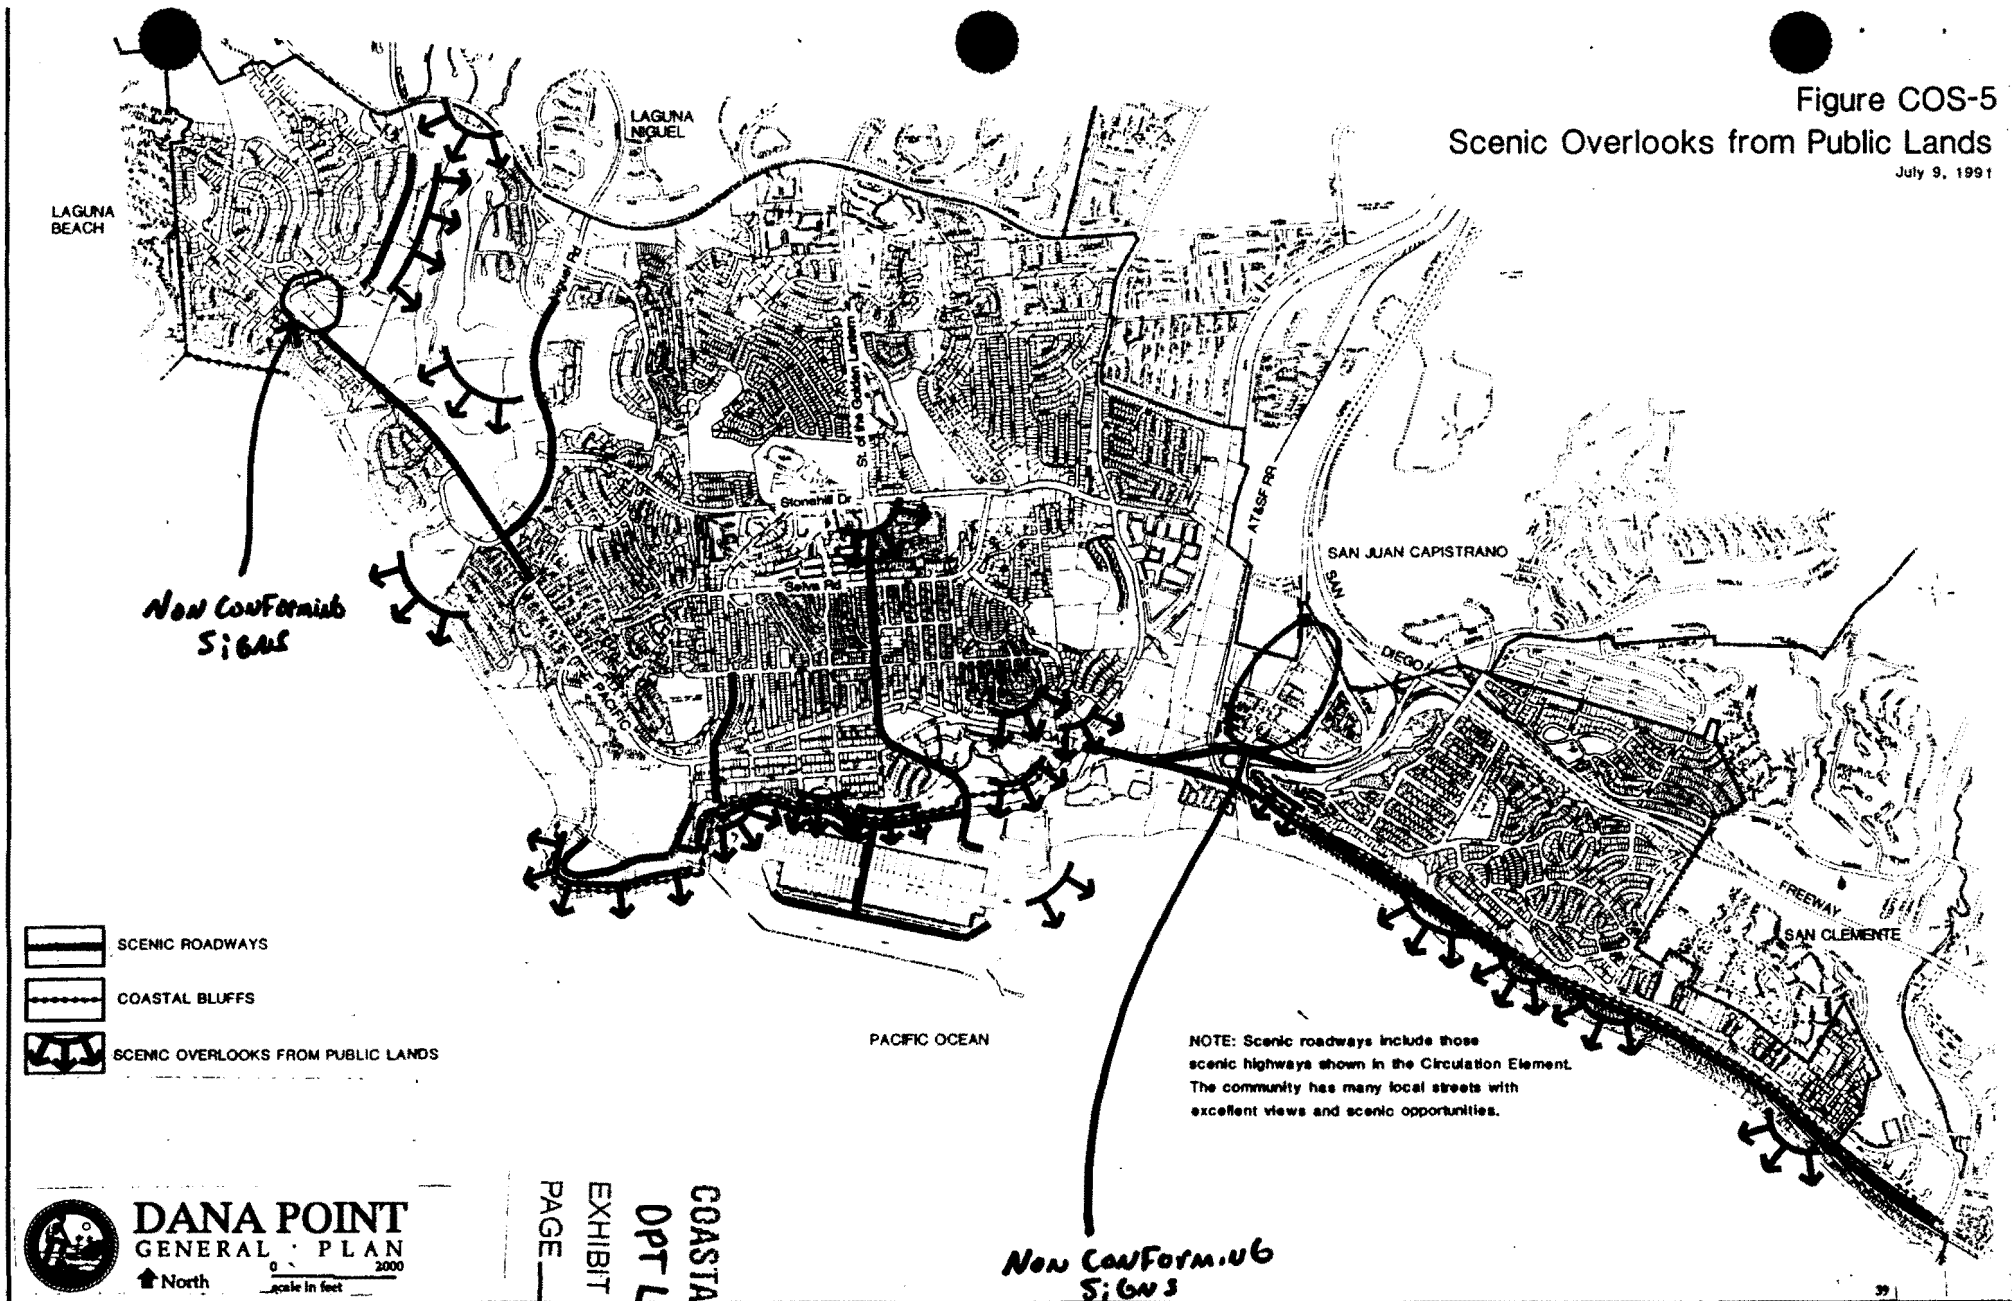 Figure COS-5
Scenic Overlooks from Public Lands
July 9, 1991
LAGUNA
NIGUEL
LAGUNA
BEACH
Niguel Rd
St. of the Golden Lantern
Stonehill Dr
Selva Rd
AT&SF RR
SAN JUAN CAPISTRANO
SAN
DIEGO
FREEWAY
SAN CLEMENTE
PACIFIC
NON CONFORMING
SIGNS
SCENIC ROADWAYS
COASTAL BLUFFS
SCENIC OVERLOOKS FROM PUBLIC LANDS
PACIFIC OCEAN
NOTE: Scenic roadways include those
scenic highways shown in the Circulation Element.
The community has many local streets with
excellent views and scenic opportunities.
DANA POINT
GENERAL PLAN
North
0 2000
scale in feet
COASTA
DPT L
EXHIBIT
PAGE
NON CONFORMING
SIGNS
39